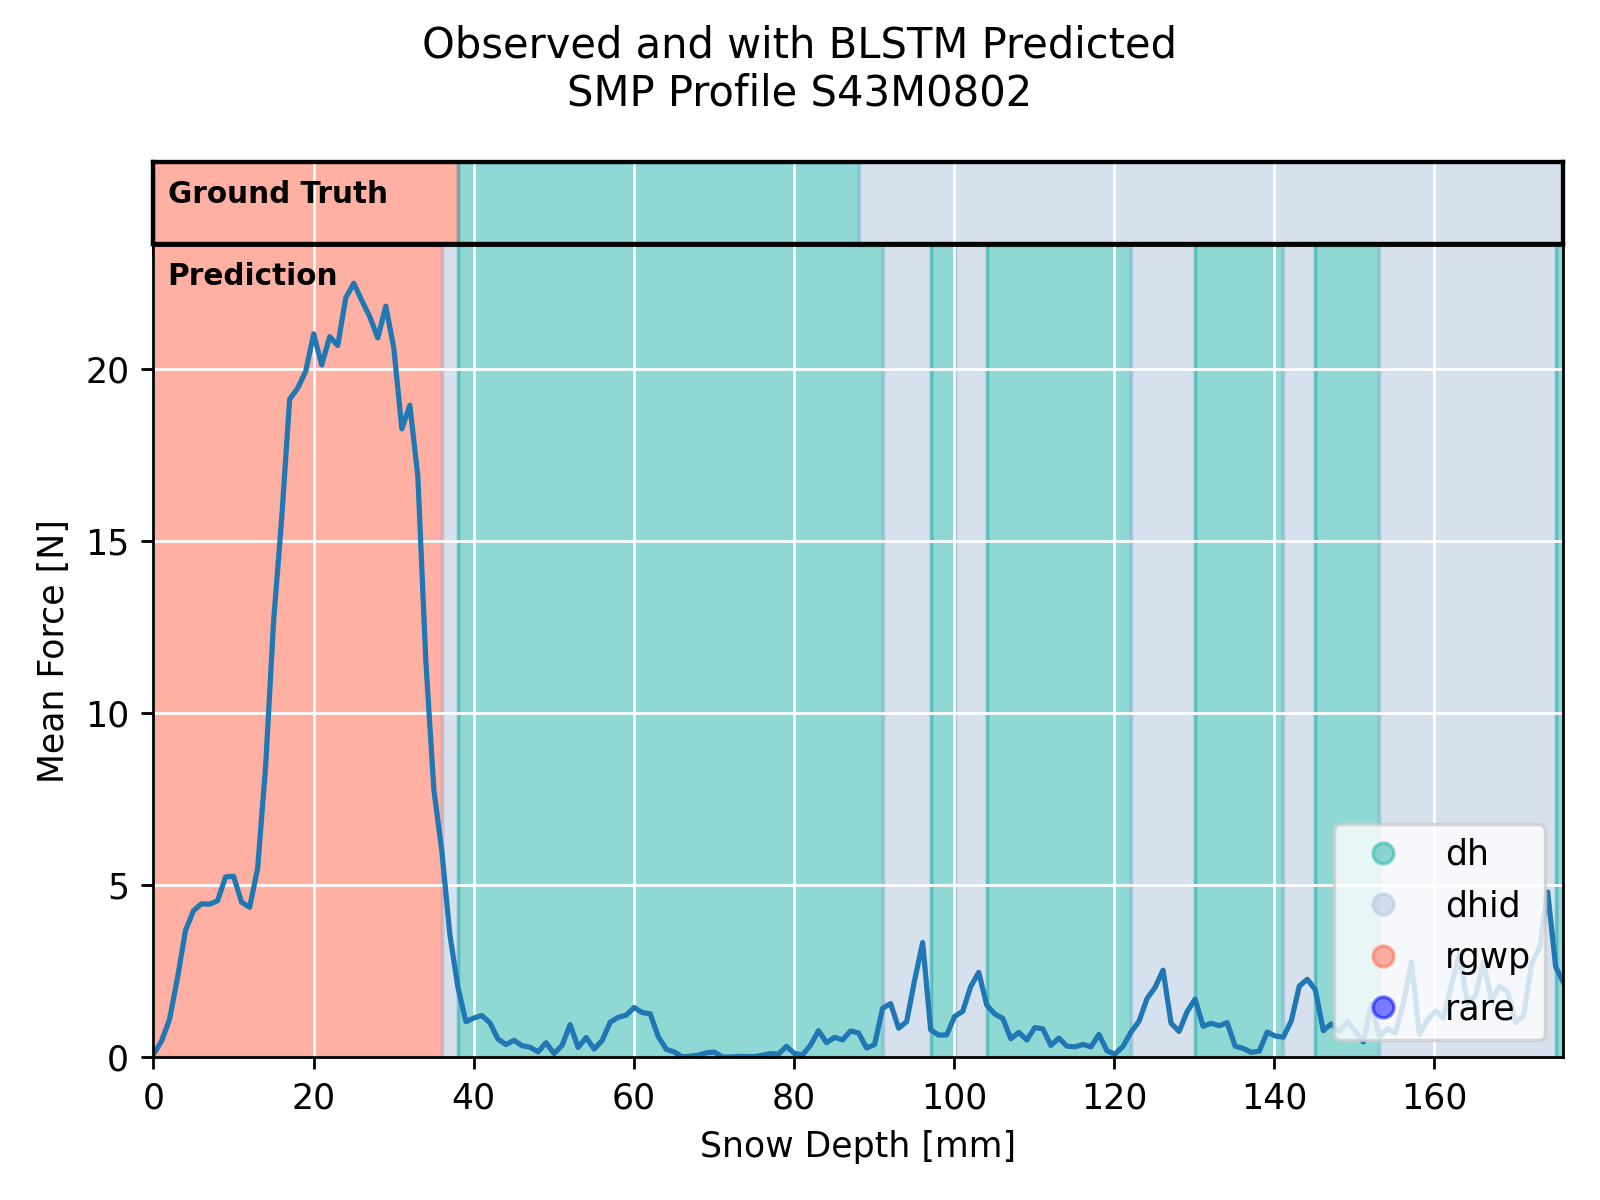 Observed and with BLSTM Predicted
SMP Profile S43M0802
Ground Truth
Prediction
20
15
10
5
0
Mean Force [N]
dh
dhid
rgwp
rare
0 20 40 60 80 100 120 140 160
Snow Depth [mm]